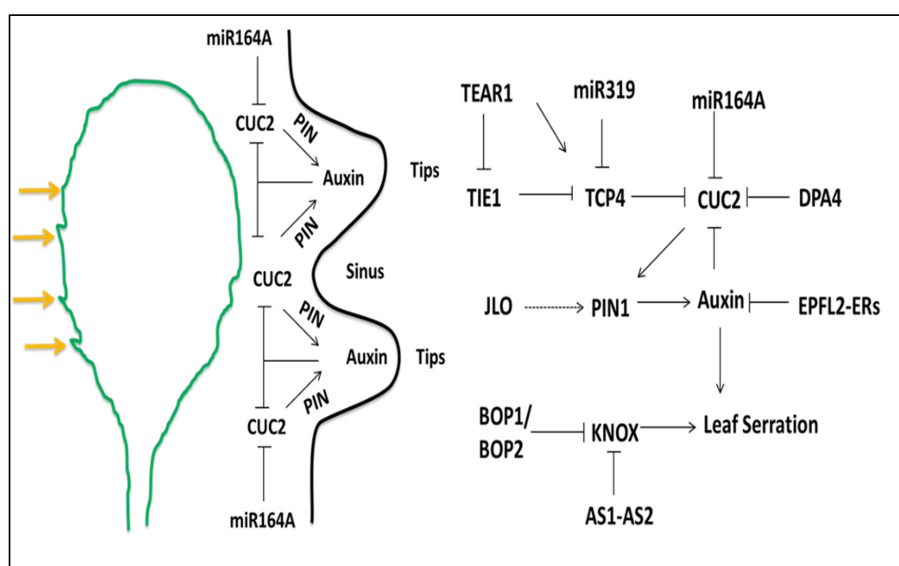 miR164A
CUC2
PIN
Auxin
Tips
PIN
CUC2
Sinus
PIN
Auxin
Tips
PIN
CUC2
miR164A
TEAR1
miR319
miR164A
TIE1
TCP4
CUC2
DPA4
JLO
PIN1
Auxin
EPFL2-ERs
BOP1/
BOP2
KNOX
Leaf Serration
AS1-AS2